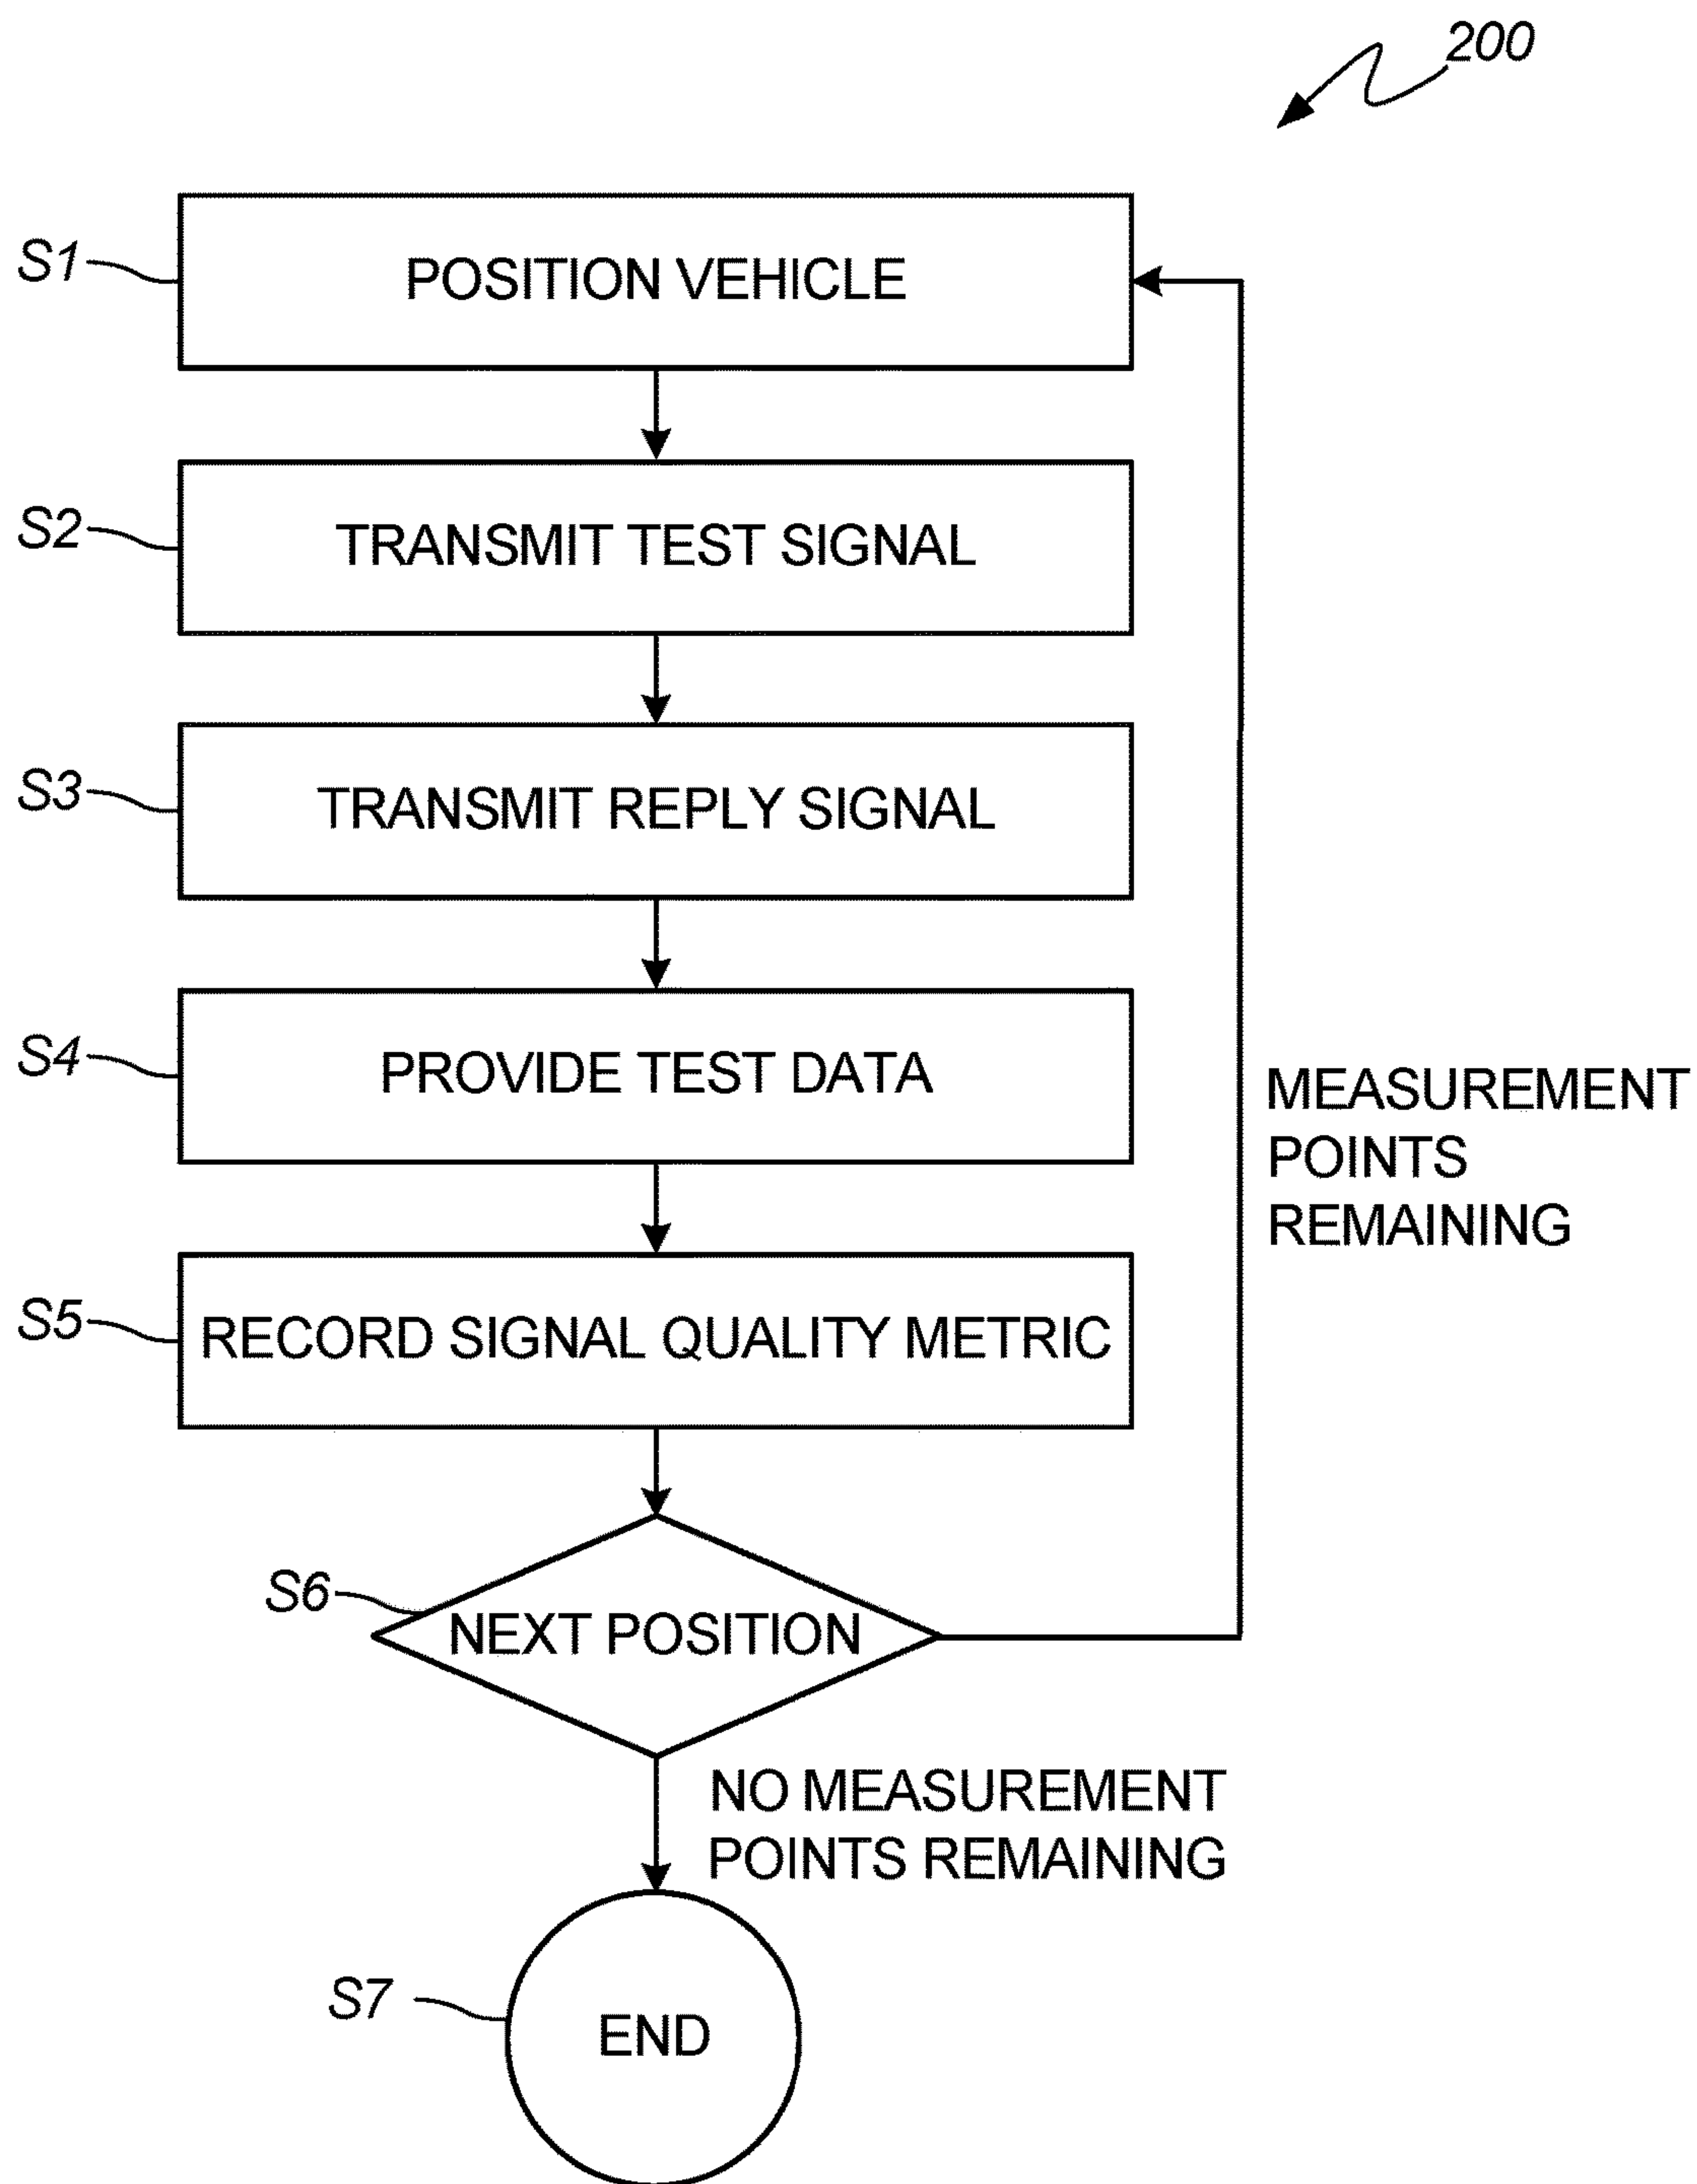 200
S1
POSITION VEHICLE
S2
TRANSMIT TEST SIGNAL
S3
TRANSMIT REPLY SIGNAL
S4
PROVIDE TEST DATA
MEASUREMENT
POINTS
REMAINING
S5
RECORD SIGNAL QUALITY METRIC
S6
NEXT POSITION
NO MEASUREMENT
POINTS REMAINING
S7
END